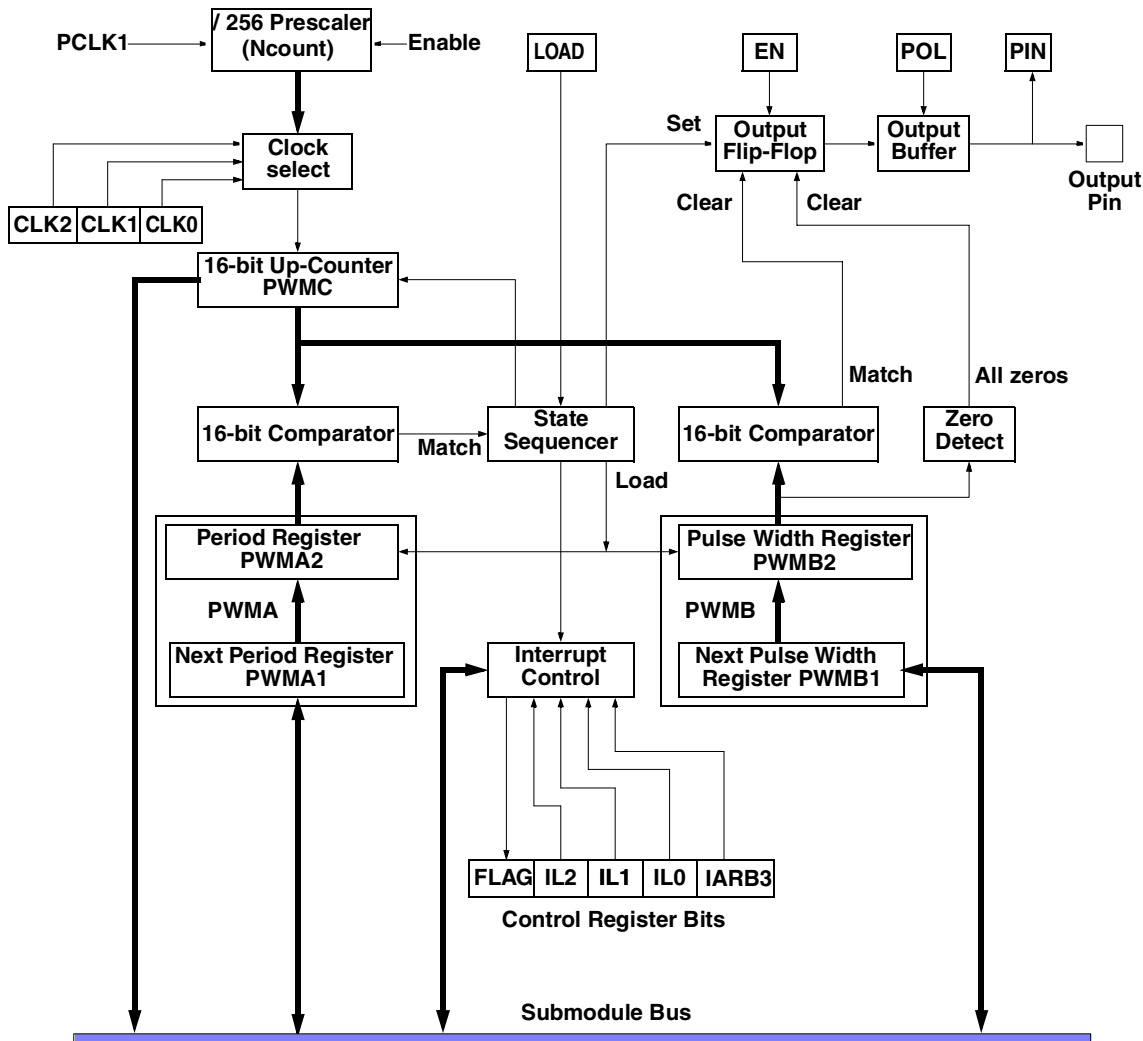 / 256 Prescaler
(Ncount)
PCLK1
Enable
LOAD
EN
POL
PIN
Clock
select
Set
Output
Flip-Flop
Output
Buffer
Output
Pin
CLK2
CLK1
CLK0
Clear
Clear
16-bit Up-Counter
PWMC
Match
All zeros
16-bit Comparator
Match
State
Sequencer
16-bit Comparator
Zero
Detect
Load
Period Register
PWMA2
Pulse Width Register
PWMB2
PWMA
PWMB
Next Period Register
PWMA1
Interrupt
Control
Next Pulse Width
Register PWMB1
FLAG
IL2
IL1
IL0
IARB3
Control Register Bits
Submodule Bus